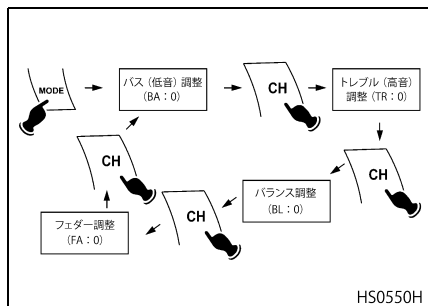 MODE
バス（低音）調整
（BA：0）
CH
トレブル（高音）
調整（TR：0）
CH
バランス調整
（BL：0）
CH
フェダー調整
（FA：0）
CH
HS0550H